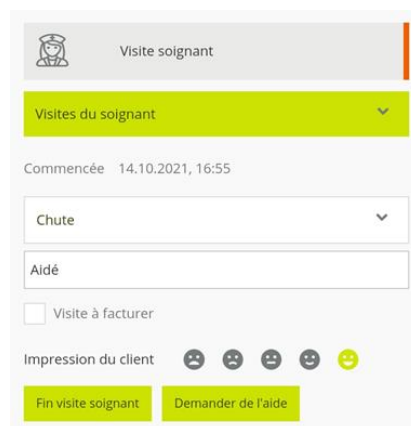 Visite soignant
Visites du soignant
Commencée 14.10.2021, 16:55
Chute
Aidé
Visite à facturer
Impression du client
Fin visite soignant Demander de l'aide